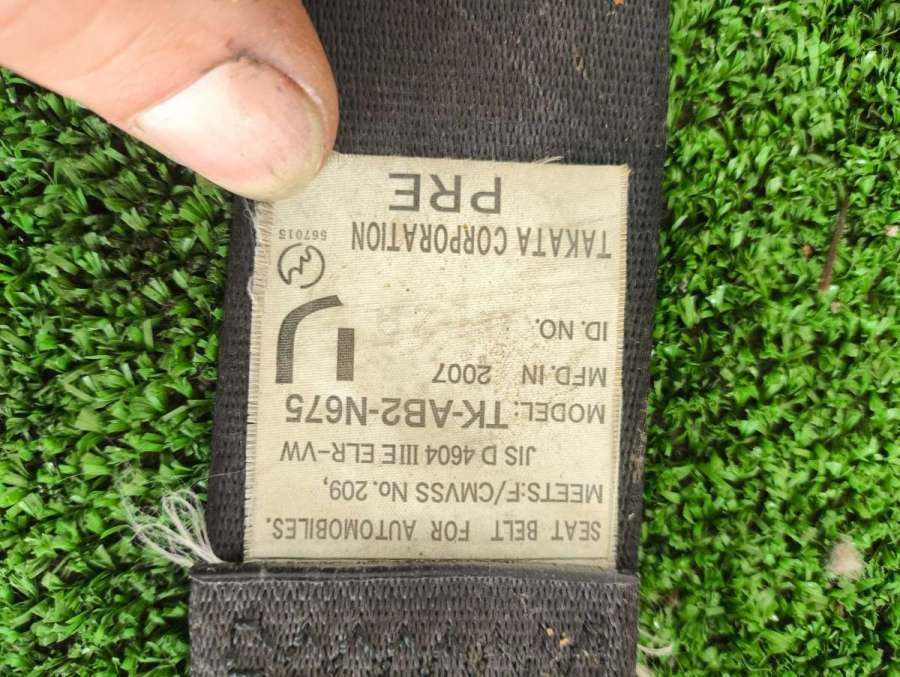 SEAT BELT FOR AUTOMOBILES.
MEETS:F/CMVSS No. 209,
JIS D 4604 III E ELR-VW
MODEL: TK-AB2-N675
MFD.IN 2007
ID. NO.
TAKATA CORPORATION
567015
PRE